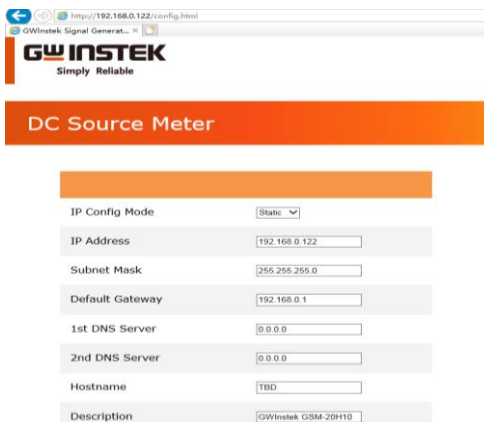 http://192.168.0.122/config.html
GWInstek Signal Generat... ×
GW INSTEK
Simply Reliable
DC Source Meter
IP Config Mode Static
IP Address 192.168.0.122
Subnet Mask 255.255.255.0
Default Gateway 192.168.0.1
1st DNS Server 0.0.0.0
2nd DNS Server 0.0.0.0
Hostname TBD
Description GWInstek GSM-20H10